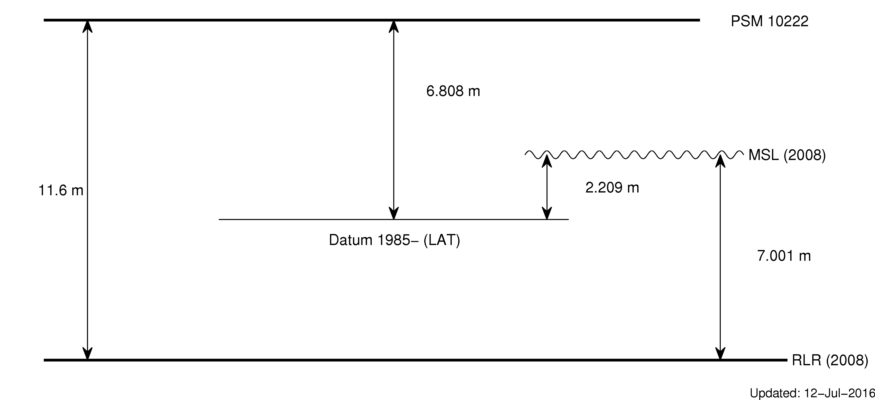 PSM 10222
6.808 m
MSL (2008)
11.6 m
2.209 m
Datum 1985− (LAT)
7.001 m
RLR (2008)
Updated: 12−Jul−2016